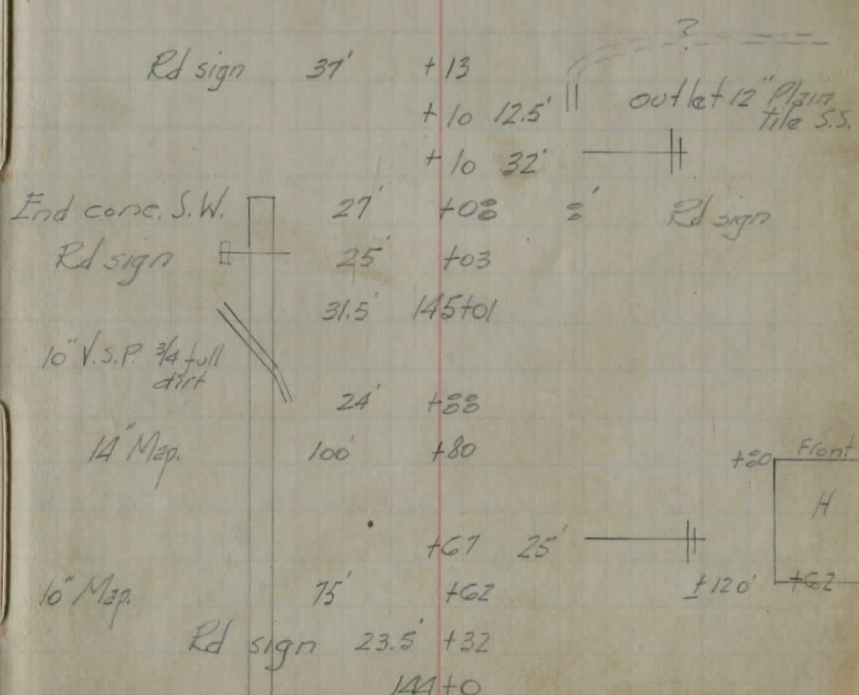 ?
Rd sign 37' +13
+10 12.5' outlet 12" Plain
tile S.S.
+10 32'
End conc. S.W. 27' +08 8' Rd sign
Rd sign 25' +03
31.5' 145+01
10" V.S.P. 3/4 full
dirt
24' +88
14" Map. 100' +80
+80 Front
H
+67 25'
10" Map. 75' +62 ±120' +62
Rd sign 23.5' +32
144+0